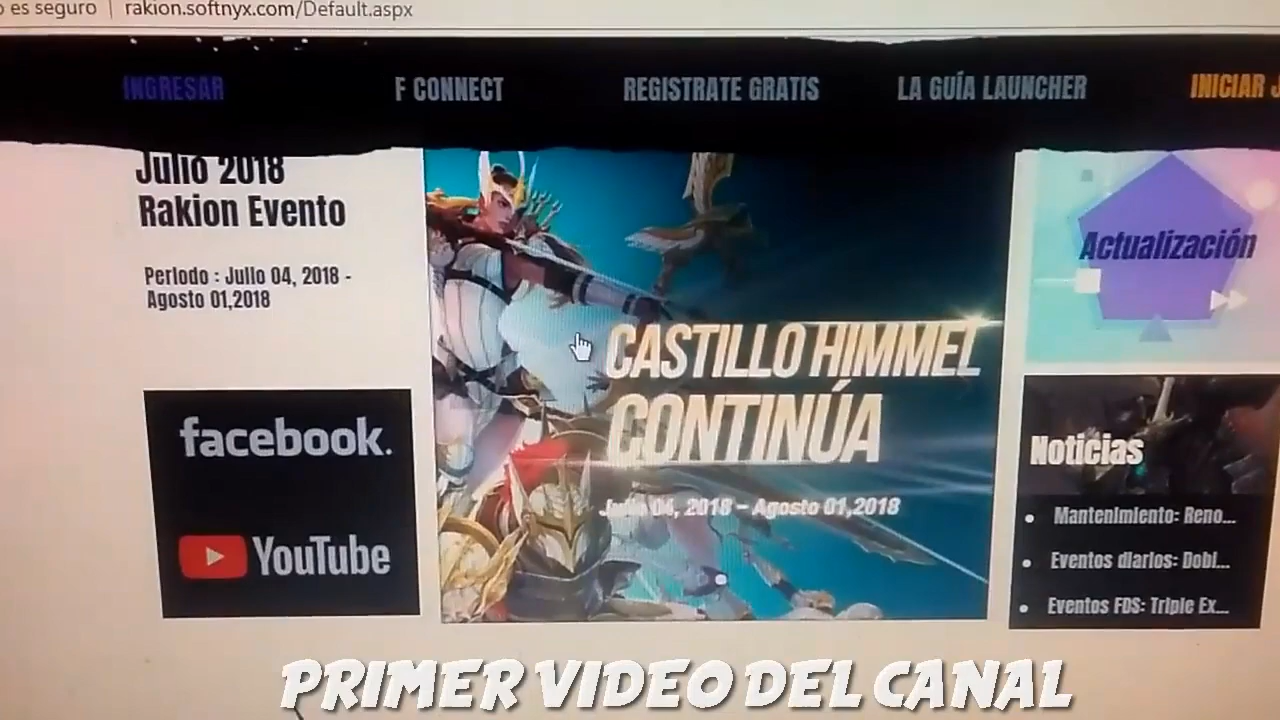 o es seguro | rakion.softnyx.com/Default.aspx
INGRESAR
F CONNECT
REGISTRATE GRATIS
LA GUÍA LAUNCHER
INICIAR J
Julio 2018
Rakion Evento
Periodo : Julio 04, 2018 -
Agosto 01,2018
facebook.
YouTube
CASTILLO HIMMEL
CONTINÚA
Julio 04, 2018 - Agosto 01,2018
Actualización
Noticias
Mantenimiento: Reno...
Eventos diarios: Dobl...
Eventos FDS: Triple Ex...
PRIMER VIDEO DEL CANAL